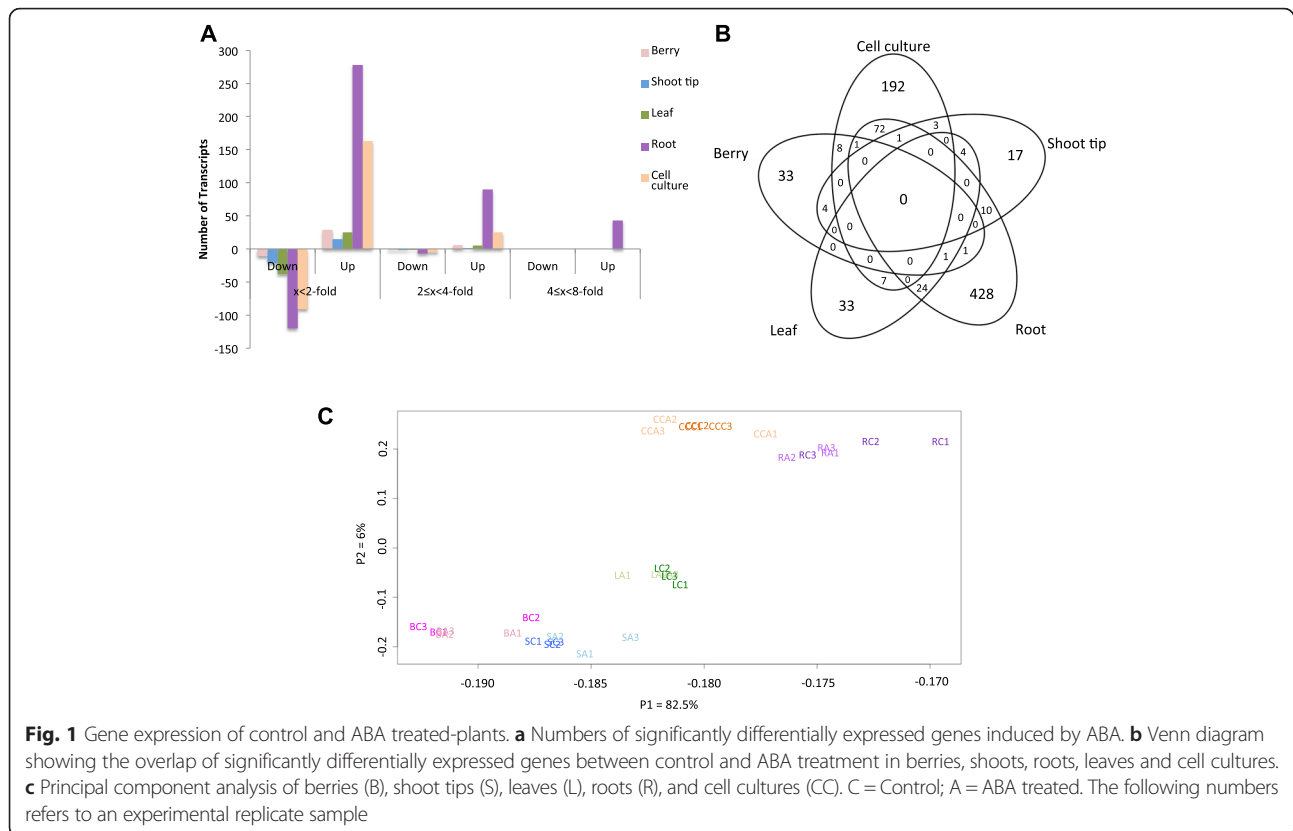 A
300
250
200
150
100
50
0
-50
-100
-150
Number of Transcripts
Down
Up
Down
Up
Down
Up
x<2-fold
2≤x<4-fold
4≤x<8-fold
Berry
Shoot tip
Leaf
Root
Cell
culture
B
Cell culture
192
Shoot tip
17
Berry
33
Leaf
33
Root
428
72
3
1
0
8
1
0
4
0
0
0
0
4
0
10
0
0
0
0
0
1
1
0
0
7
0
24
C
0.2
0.1
0.0
-0.1
-0.2
P2 = 6%
-0.190
-0.185
-0.180
-0.175
-0.170
P1 = 82.5%
CCA2
CCA3
CCC2
CCC3
CCA1
RA2
RC3
RA3
RA1
RC2
RC1
LC2
LA1
LC3
LC1
BC3
BC2
SA2
BA1
SC1
SA2
SC2
SC3
SA3
SA1
Fig. 1 Gene expression of control and ABA treated-plants. a Numbers of significantly differentially expressed genes induced by ABA. b Venn diagram
showing the overlap of significantly differentially expressed genes between control and ABA treatment in berries, shoots, roots, leaves and cell cultures.
c Principal component analysis of berries (B), shoot tips (S), leaves (L), roots (R), and cell cultures (CC). C = Control; A = ABA treated. The following numbers
refers to an experimental replicate sample